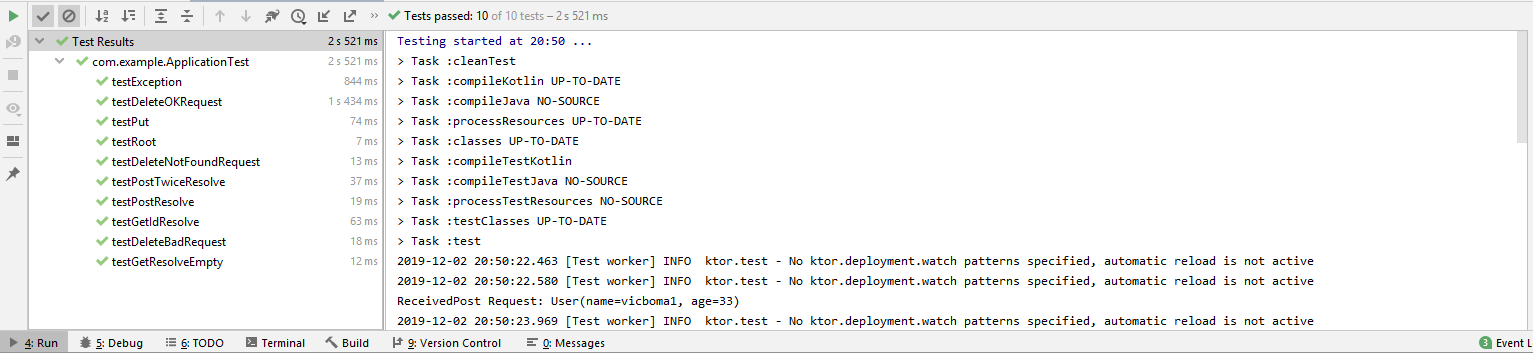 Tests passed: 10 of 10 tests – 2 s 521 ms
Test Results 2 s 521 ms
com.example.ApplicationTest 2 s 521 ms
testException 844 ms
testDeleteOKRequest 1 s 434 ms
testPut 74 ms
testRoot 7 ms
testDeleteNotFoundRequest 13 ms
testPostTwiceResolve 37 ms
testPostResolve 19 ms
testGetIdResolve 63 ms
testDeleteBadRequest 18 ms
testGetResolveEmpty 12 ms
Testing started at 20:50 ...
> Task :cleanTest
> Task :compileKotlin UP-TO-DATE
> Task :compileJava NO-SOURCE
> Task :processResources UP-TO-DATE
> Task :classes UP-TO-DATE
> Task :compileTestKotlin
> Task :compileTestJava NO-SOURCE
> Task :processTestResources NO-SOURCE
> Task :testClasses UP-TO-DATE
> Task :test
2019-12-02 20:50:22.463 [Test worker] INFO  ktor.test - No ktor.deployment.watch patterns specified, automatic reload is not active
2019-12-02 20:50:22.580 [Test worker] INFO  ktor.test - No ktor.deployment.watch patterns specified, automatic reload is not active
ReceivedPost Request: User(name=vicboma1, age=33)
2019-12-02 20:50:23.969 [Test worker] INFO  ktor.test - No ktor.deployment.watch patterns specified, automatic reload is not active
4: Run 5: Debug 6: TODO Terminal Build 9: Version Control 0: Messages 3 Event L